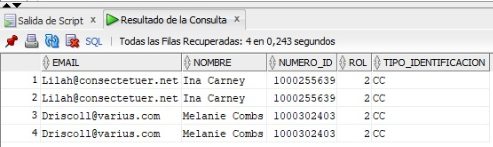 Salida de Script x Resultado de la Consulta x
SQL | Todas las Filas Recuperadas: 4 en 0,243 segundos
EMAIL NOMBRE NUMERO_ID ROL TIPO_IDENTIFICACION
1 Lilah@consectetuer.net Ina Carney 1000255639 2 CC
2 Lilah@consectetuer.net Ina Carney 1000255639 2 CC
3 Driscoll@varius.com Melanie Combs 1000302403 2 CC
4 Driscoll@varius.com Melanie Combs 1000302403 2 CC